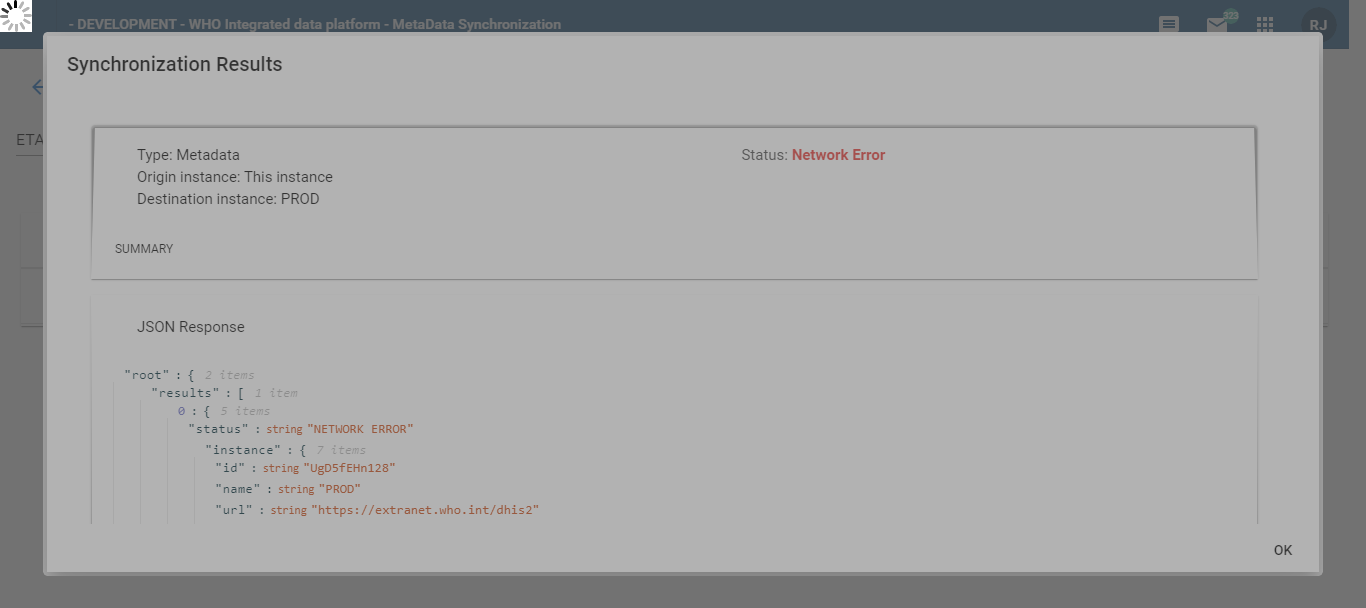 - DEVELOPMENT - WHO Integrated data platform - MetaData Synchronization
323
RJ
Synchronization Results
ETA
Type: Metadata
Status: Network Error
Origin instance: This instance
Destination instance: PROD
SUMMARY
JSON Response
"root" : { 2 items
"results" : [ 1 item
0 : { 5 items
"status" : string "NETWORK ERROR"
"instance" : { 7 items
"id" : string "UgD5fEHn128"
"name" : string "PROD"
"url" : string "https://extranet.who.int/dhis2"
OK